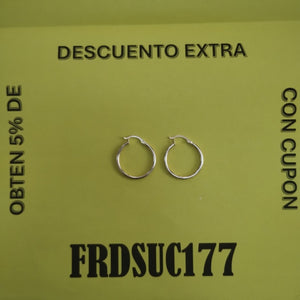 OBTEN 5% DE
DESCUENTO EXTRA
CON CUPON
FRDSUC177